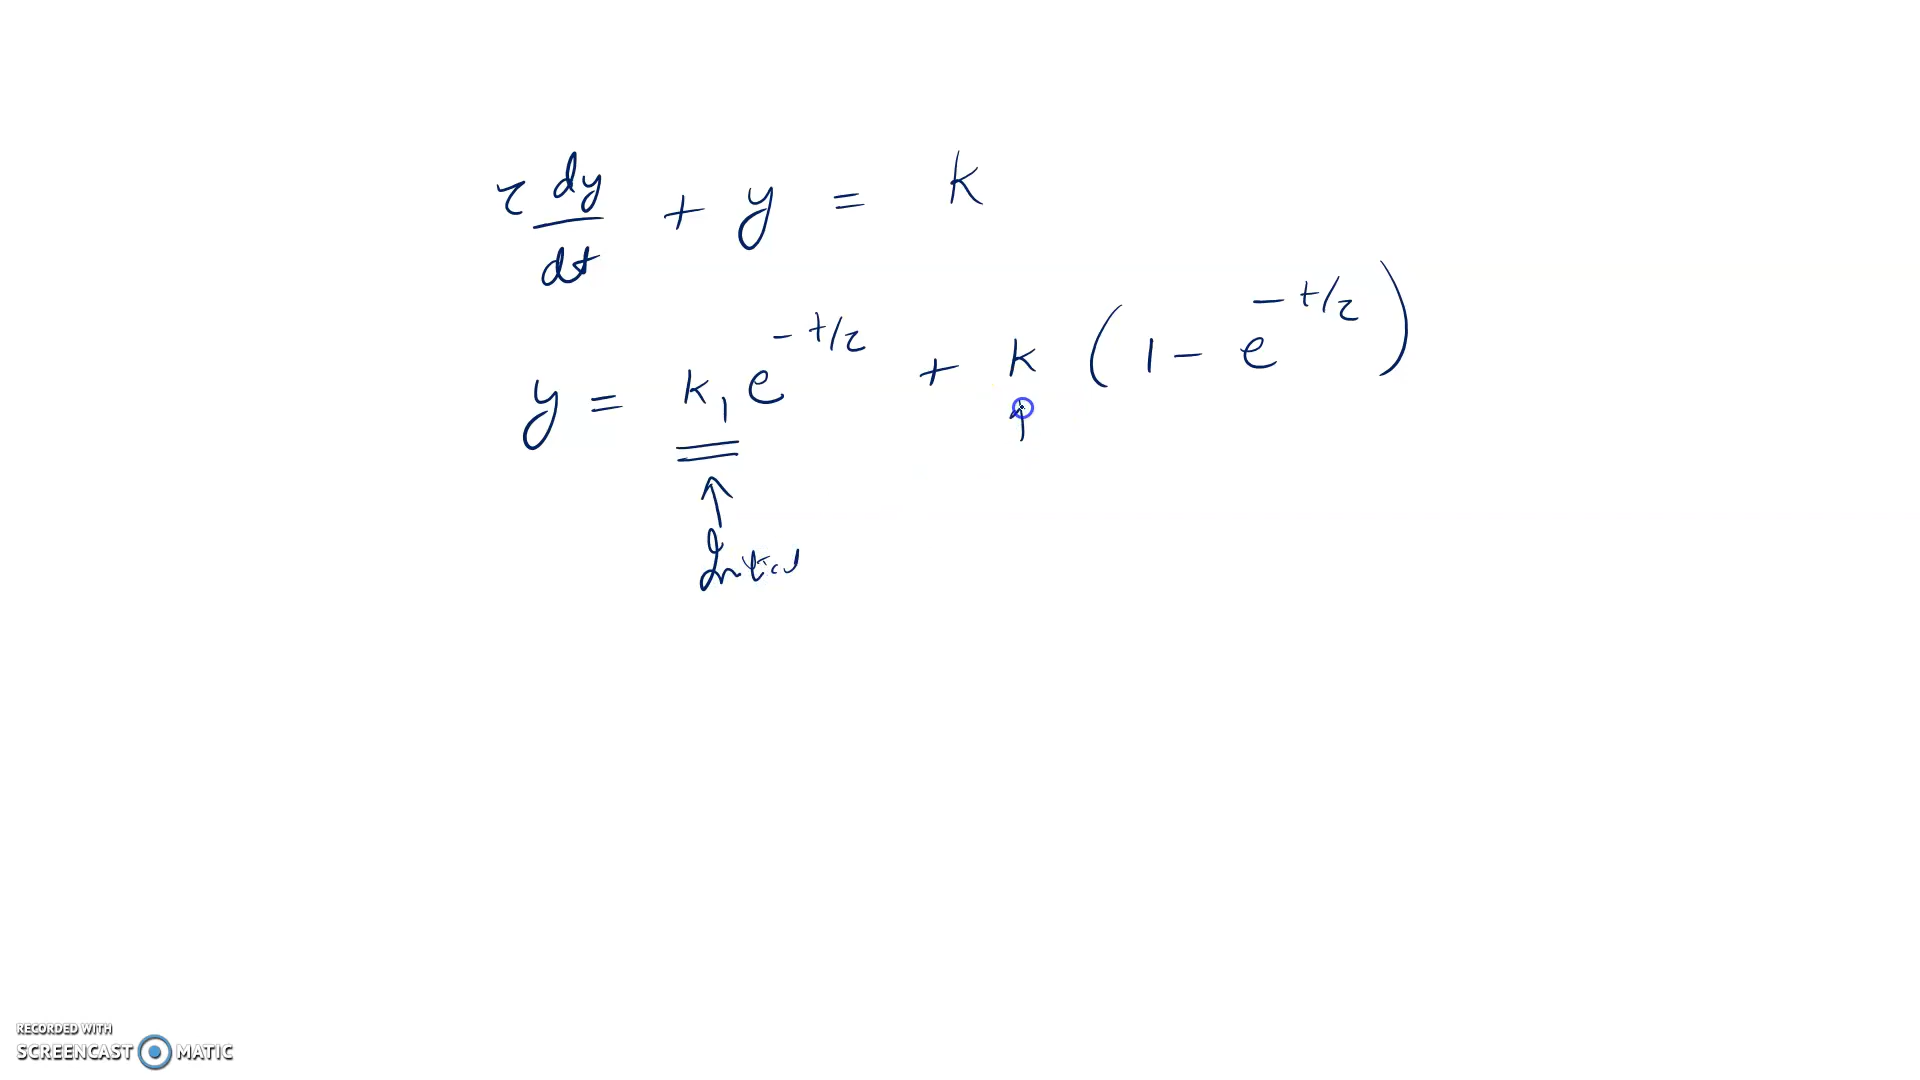 τ dy/dt + y = k
y = k₁ e^(-t/τ) + k (1 - e^(-t/τ))
Initial
RECORDED WITH
SCREENCAST MATIC